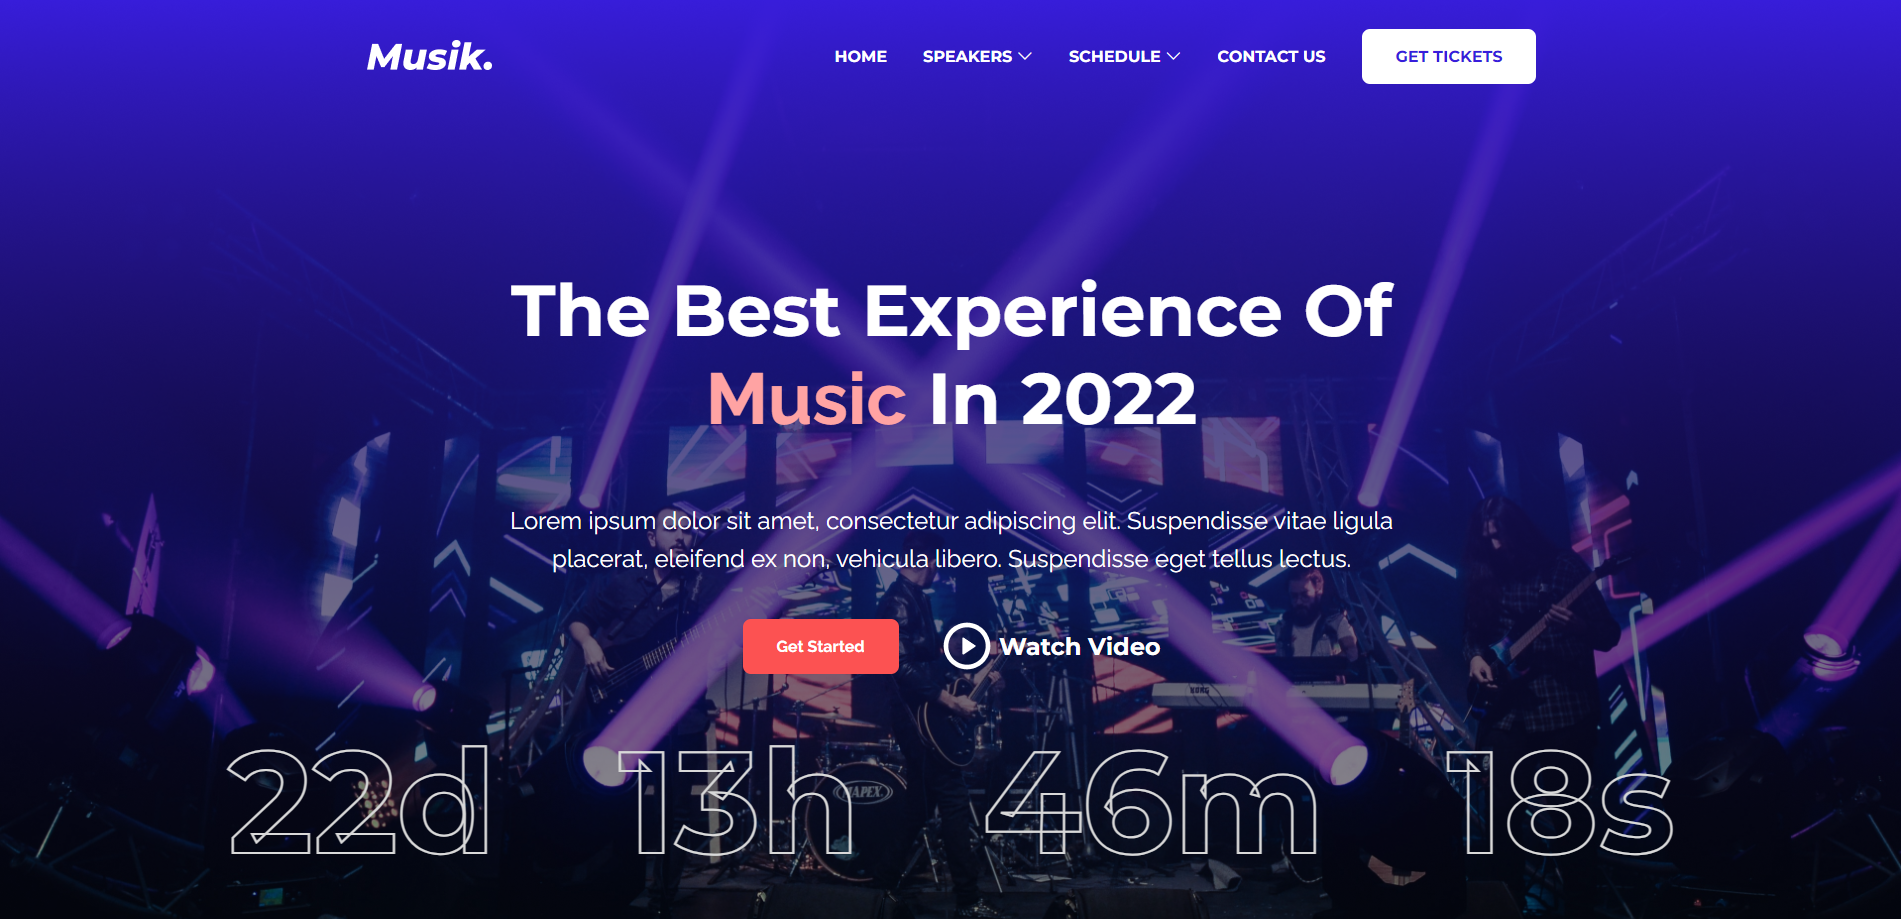 Musik.
HOME SPEAKERS SCHEDULE CONTACT US GET TICKETS
The Best Experience Of
Music In 2022
Lorem ipsum dolor sit amet, consectetur adipiscing elit. Suspendisse vitae ligula
placerat, eleifend ex non, vehicula libero. Suspendisse eget tellus lectus.
Get Started Watch Video
KORG
22d 13h 46m 18s
MAPEX